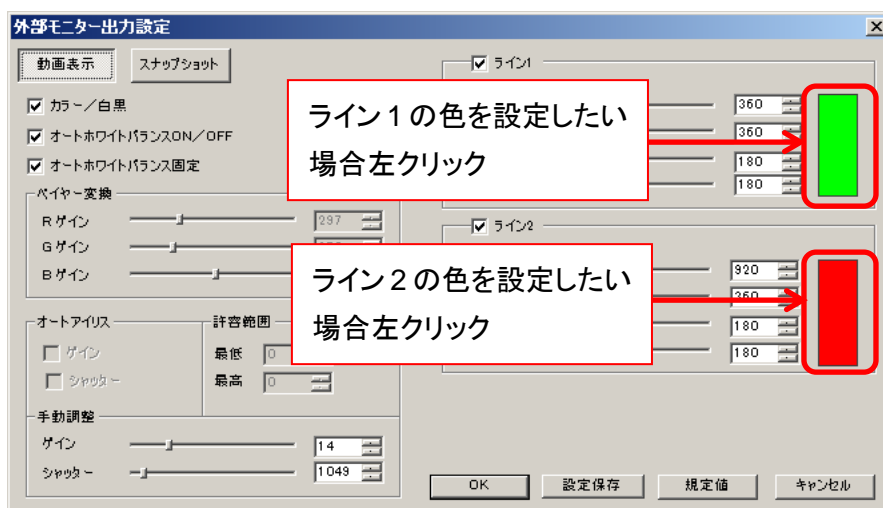 外部モニター出力設定
動画表示
スナップショット
カラー／白黒
オートホワイトバランスON／OFF
オートホワイトバランス固定
ベイヤー変換
Rゲイン
297
Gゲイン
Bゲイン
オートアイリス
ゲイン
シャッター
許容範囲
最低
0
最高
0
手動調整
ゲイン
14
シャッター
1049
ライン1
360
360
180
180
ライン１の色を設定したい
場合左クリック
ライン2
920
360
180
180
ライン２の色を設定したい
場合左クリック
OK
設定保存
規定値
キャンセル